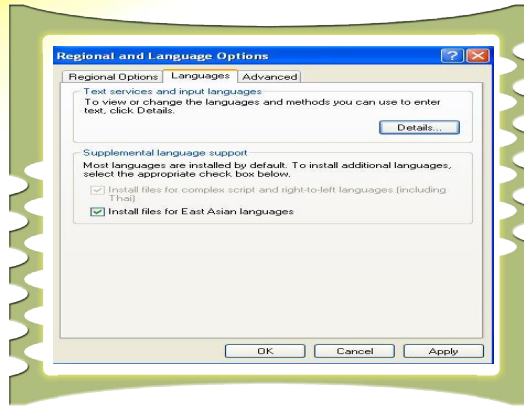 Regional and Language Options
Regional Options Languages Advanced
Text services and input languages
To view or change the languages and methods you can use to enter
text, click Details.
Details...
Supplemental language support
Most languages are installed by default. To install additional languages,
select the appropriate check box below.
Install files for complex script and right-to-left languages (including
Thai)
Install files for East Asian languages
OK Cancel Apply